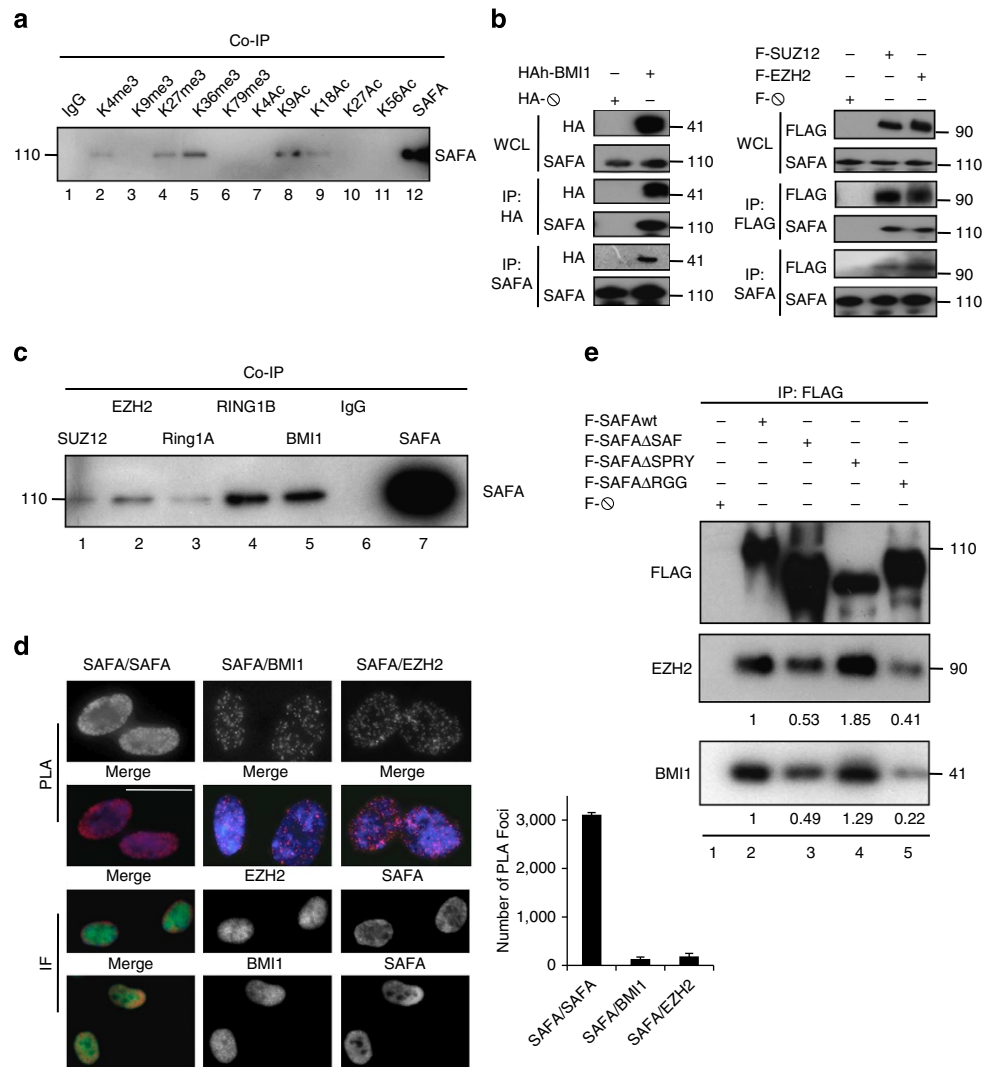 a
Co-IP
IgG K4me3 K9me3 K27me3 K36me3 K79me3 K4Ac K9Ac K18Ac K27Ac K56Ac SAFA
110 SAFA
1 2 3 4 5 6 7 8 9 10 11 12
b
HAh-BMI1 – +
HA-⦸ + –
WCL
HA 41
SAFA 110
IP: HA
HA 41
SAFA 110
IP: SAFA
HA 41
SAFA 110
F-SUZ12 – + –
F-EZH2 – – +
F-⦸ + – –
WCL
FLAG 90
SAFA 110
IP: FLAG
FLAG 90
SAFA 110
IP: SAFA
FLAG 90
SAFA 110
c
Co-IP
EZH2 RING1B IgG
SUZ12 Ring1A BMI1 SAFA
110 SAFA
1 2 3 4 5 6 7
d
SAFA/SAFA SAFA/BMI1 SAFA/EZH2
PLA
Merge Merge Merge
IF
Merge EZH2 SAFA
Merge BMI1 SAFA
Number of PLA Foci
3,000
2,000
1,000
0
SAFA/SAFA SAFA/BMI1 SAFA/EZH2
e
IP: FLAG
F-SAFAwt – + – – –
F-SAFAΔSAF – – + – –
F-SAFAΔSPRY – – – + –
F-SAFAΔRGG – – – – +
F-⦸ + – – – –
FLAG 110
EZH2 90
1 0.53 1.85 0.41
BMI1 41
1 0.49 1.29 0.22
1 2 3 4 5